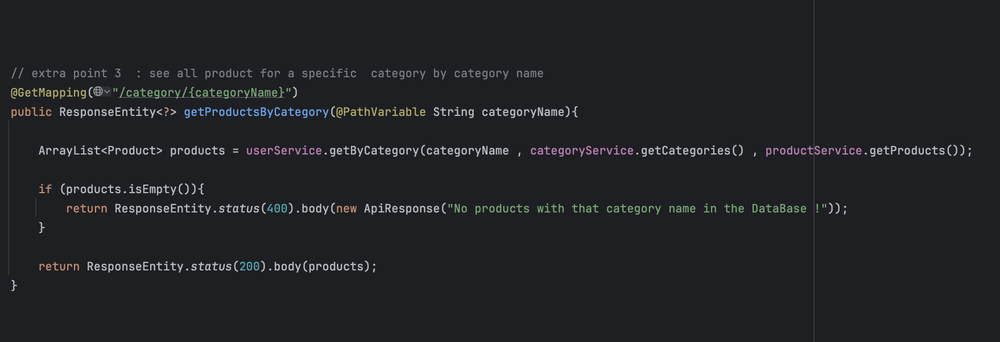 // extra point 3  : see all product for a specific  category by category name
@GetMapping("/category/{categoryName}")
public ResponseEntity<?> getProductsByCategory(@PathVariable String categoryName){
ArrayList<Product> products = userService.getByCategory(categoryName , categoryService.getCategories() , productService.getProducts());
if (products.isEmpty()){
return ResponseEntity.status(400).body(new ApiResponse("No products with that category name in the DataBase !"));
}
return ResponseEntity.status(200).body(products);
}